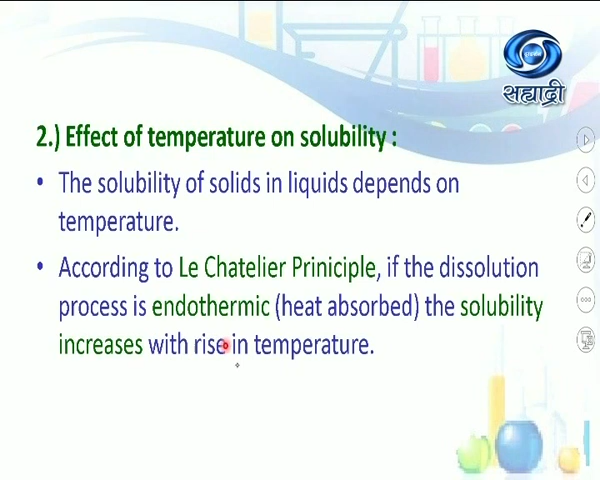 सह्याद्री
2.) Effect of temperature on solubility :
• The solubility of solids in liquids depends on
temperature.
• According to Le Chatelier Priniciple, if the dissolution
process is endothermic (heat absorbed) the solubility
increases with rise in temperature.